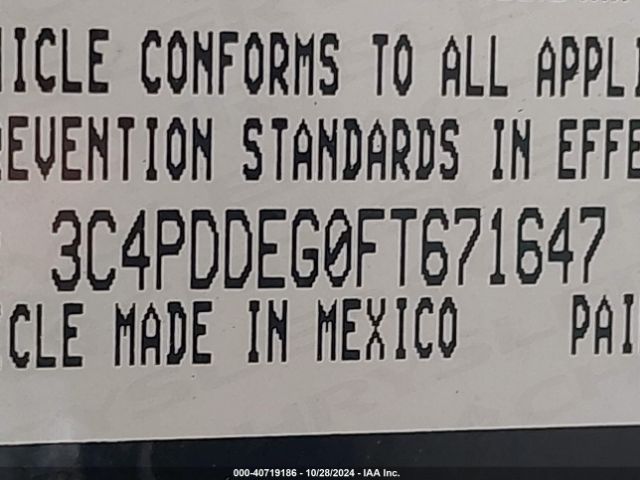 HICLE CONFORMS TO ALL APPLI
REVENTION STANDARDS IN EFFE
3C4PDDEG0FT671647
ICLE MADE IN MEXICO PAI
000-40719186 - 10/28/2024 - IAA Inc.